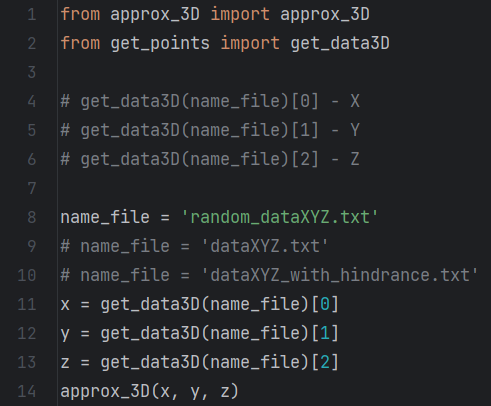 1 from approx_3D import approx_3D
2 from get_points import get_data3D
3
4 # get_data3D(name_file)[0] - X
5 # get_data3D(name_file)[1] - Y
6 # get_data3D(name_file)[2] - Z
7
8 name_file = 'random_dataXYZ.txt'
9 # name_file = 'dataXYZ.txt'
10 # name_file = 'dataXYZ_with_hindrance.txt'
11 x = get_data3D(name_file)[0]
12 y = get_data3D(name_file)[1]
13 z = get_data3D(name_file)[2]
14 approx_3D(x, y, z)